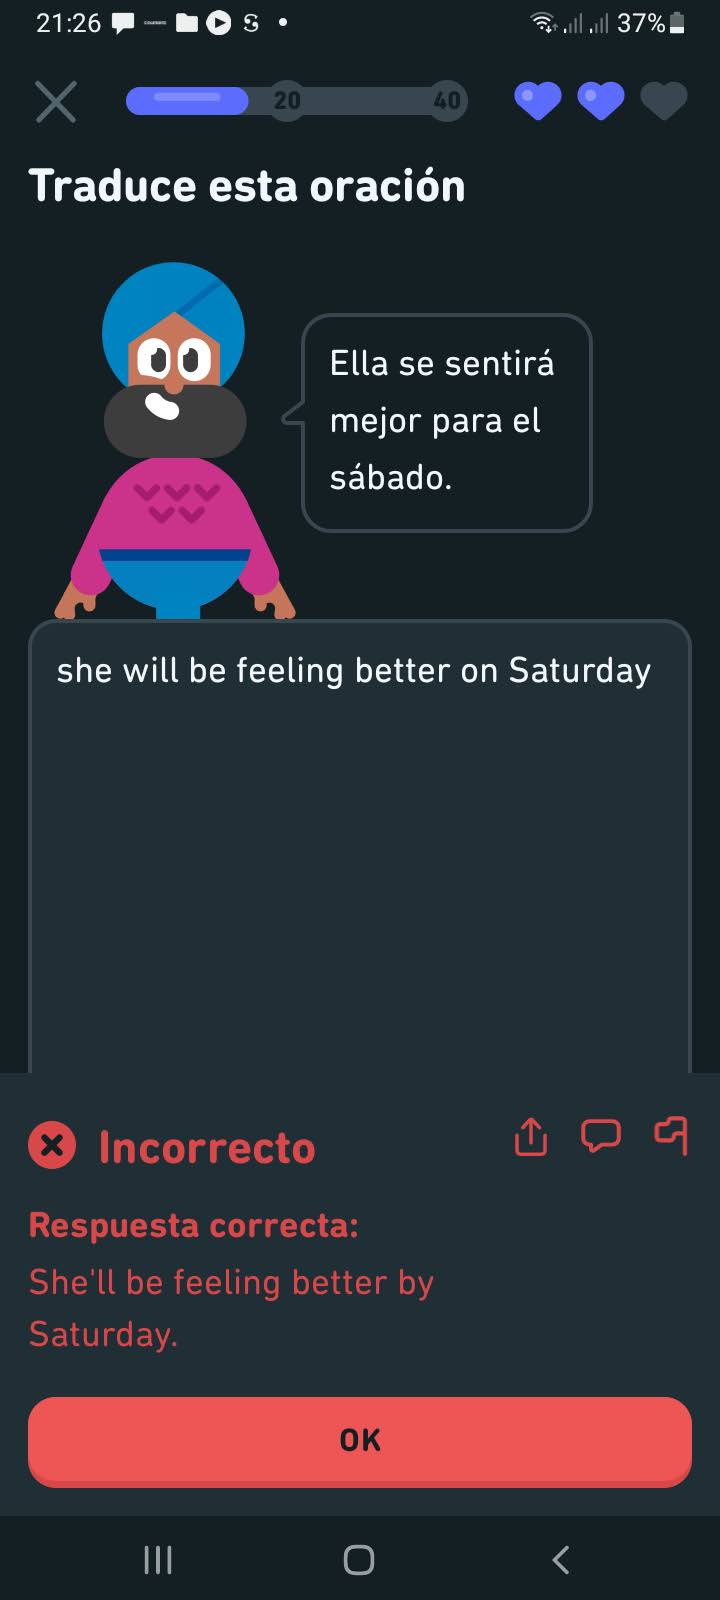 21:26
37%
20
40
Traduce esta oración
Ella se sentirá
mejor para el
sábado.
she will be feeling better on Saturday
Incorrecto
Respuesta correcta:
She'll be feeling better by
Saturday.
OK